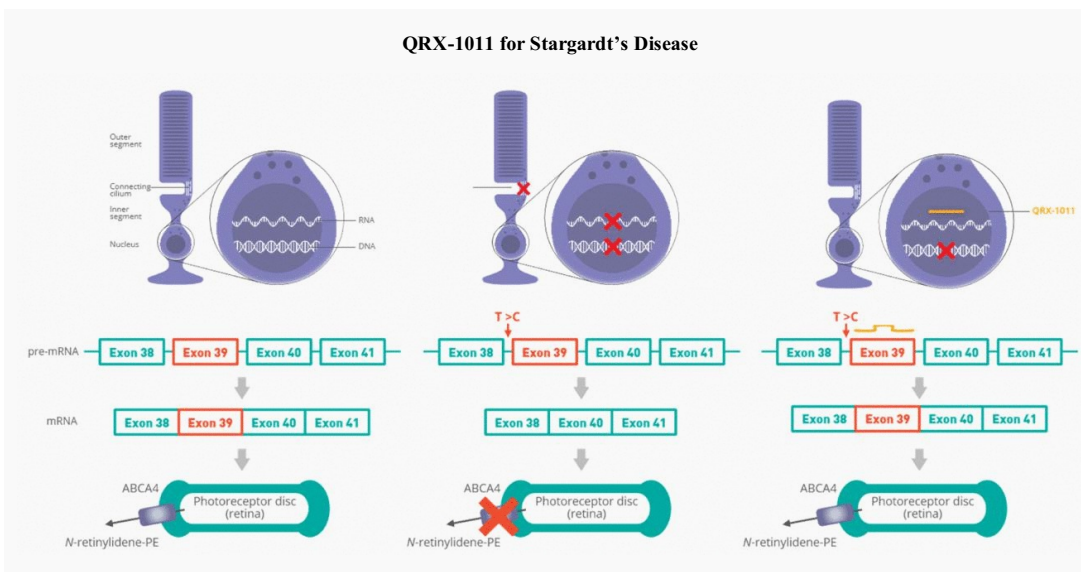 QRX-1011 for Stargardt’s Disease
Outer
segment
Connecting
cilium
Inner
segment
Nucleus
RNA
DNA
QRX-1011
T >C
T >C
pre-mRNA
Exon 38
Exon 39
Exon 40
Exon 41
Exon 38
Exon 39
Exon 40
Exon 41
Exon 38
Exon 39
Exon 40
Exon 41
mRNA
Exon 38
Exon 39
Exon 40
Exon 41
Exon 38
Exon 40
Exon 41
Exon 38
Exon 39
Exon 40
Exon 41
ABCA4
Photoreceptor disc
(retina)
N-retinylidene-PE
ABCA4
Photoreceptor disc
(retina)
N-retinylidene-PE
ABCA4
Photoreceptor disc
(retina)
N-retinylidene-PE